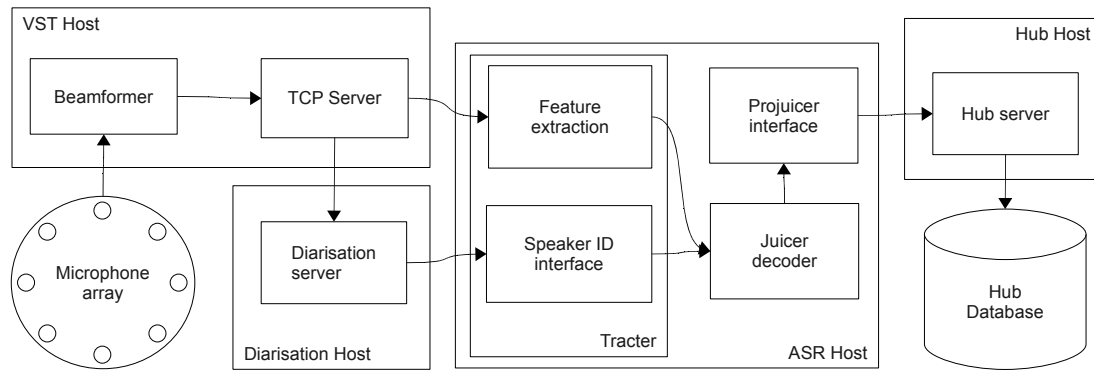 VST Host
Beamformer
TCP Server
Microphone
array
Diarisation
server
Diarisation Host
Feature
extraction
Speaker ID
interface
Tracter
Projuicer
interface
Juicer
decoder
ASR Host
Hub Host
Hub server
Hub
Database